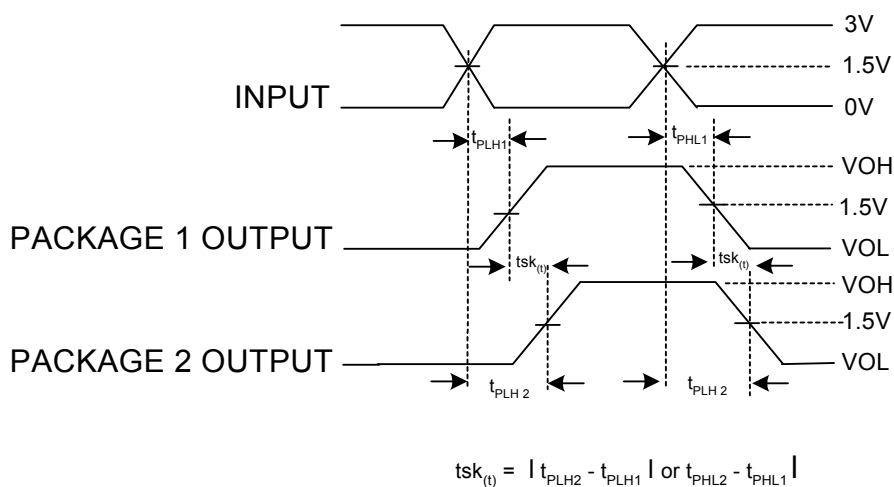 3V
1.5V
INPUT
0V
tPLH1
tPHL1
VOH
1.5V
PACKAGE 1 OUTPUT
VOL
tsk(t)
tsk(t)
VOH
1.5V
PACKAGE 2 OUTPUT
VOL
tPLH 2
tPLH 2
tsk(t) = | tPLH2 - tPLH1 | or tPHL2 - tPHL1 |